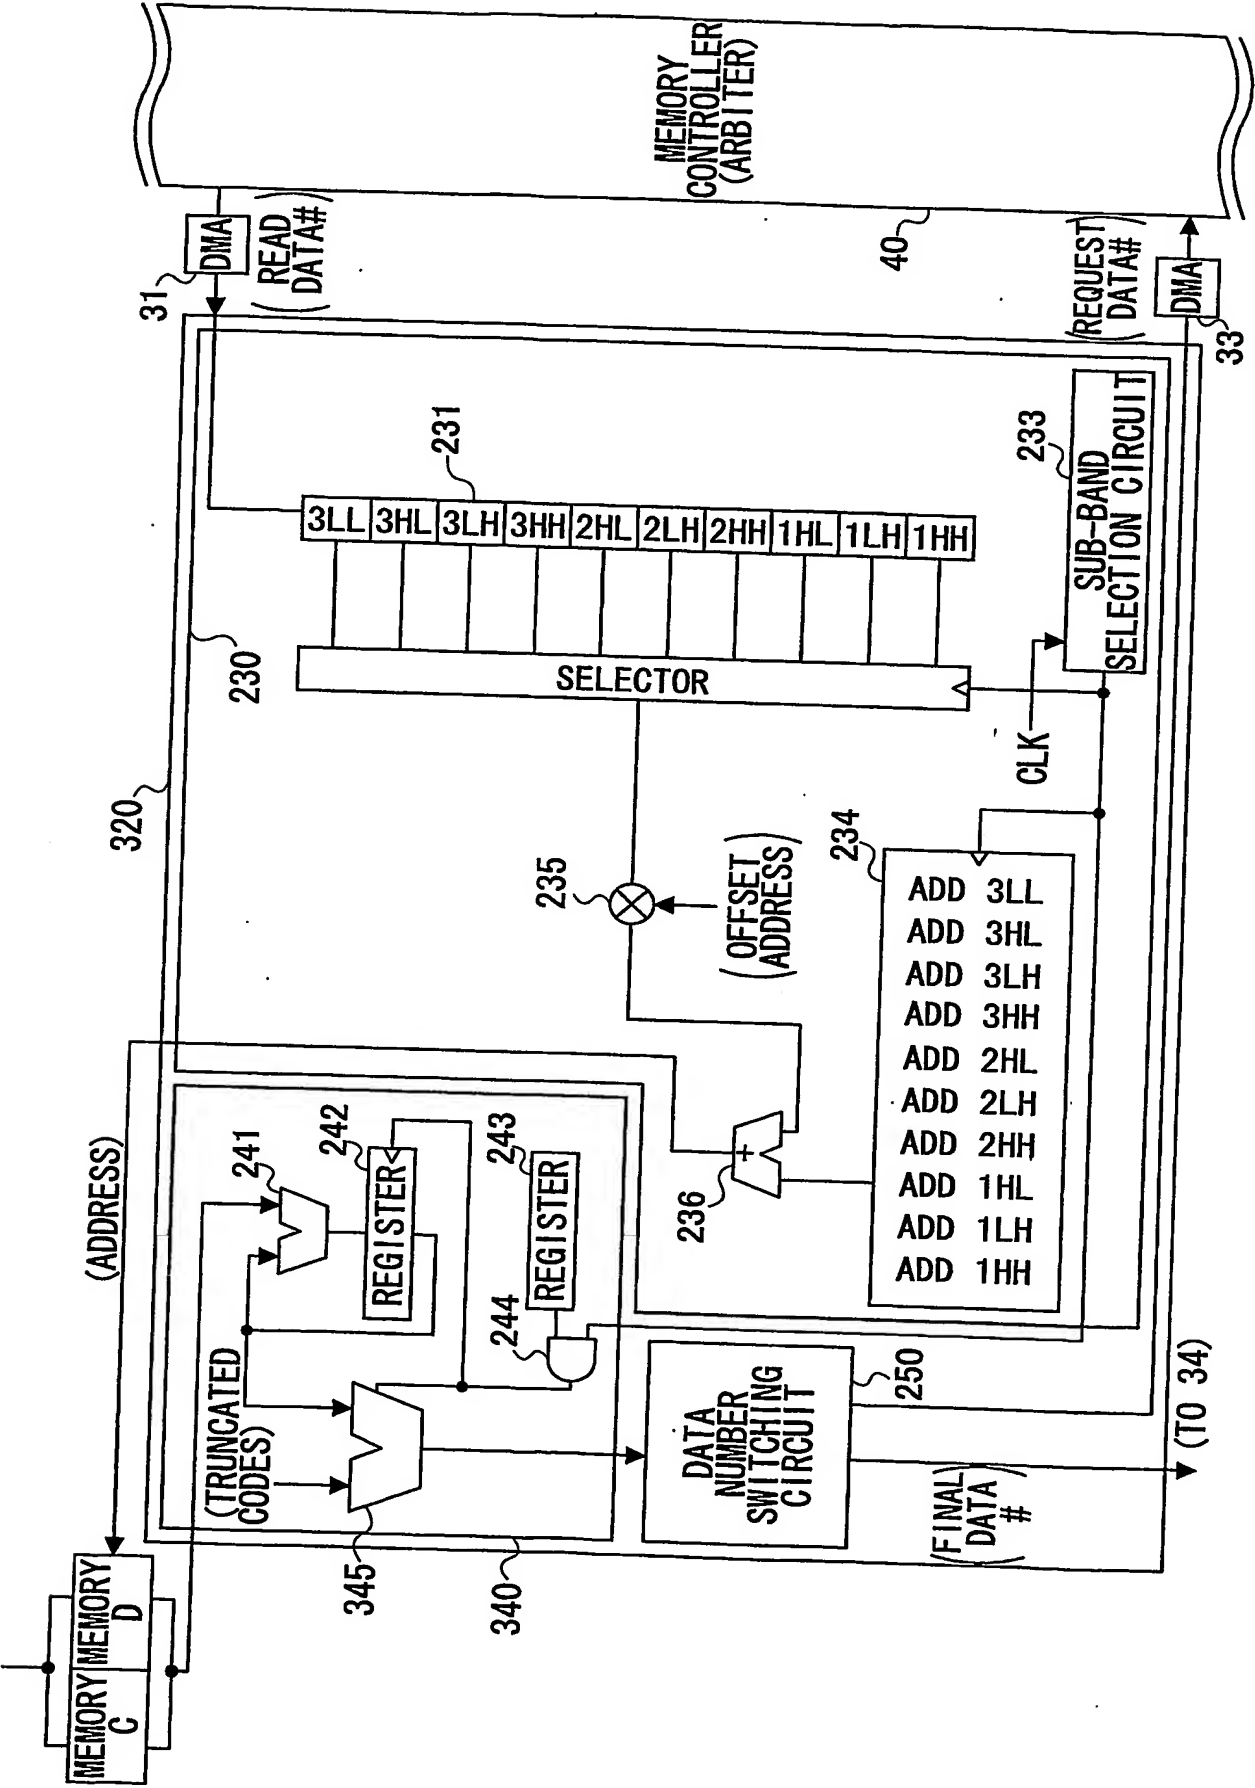 MEMORY C
MEMORY D
(ADDRESS)
320
230
31
DMA
(READ DATA#)
MEMORY
CONTROLLER
(ARBITER)
40
(TRUNCATED
CODES)
241
242
REGISTER
243
REGISTER
244
345
340
235
(OFFSET
ADDRESS)
236
SELECTOR
231
3LL
3HL
3LH
3HH
2HL
2LH
2HH
1HL
1LH
1HH
234
ADD 3LL
ADD 3HL
ADD 3LH
ADD 3HH
ADD 2HL
ADD 2LH
ADD 2HH
ADD 1HL
ADD 1LH
ADD 1HH
CLK
233
SUB-BAND
SELECTION CIRCUIT
DATA
NUMBER
SWITCHING
CIRCUIT
250
(FINAL
DATA
#)
(TO 34)
(REQUEST
DATA#)
DMA
33